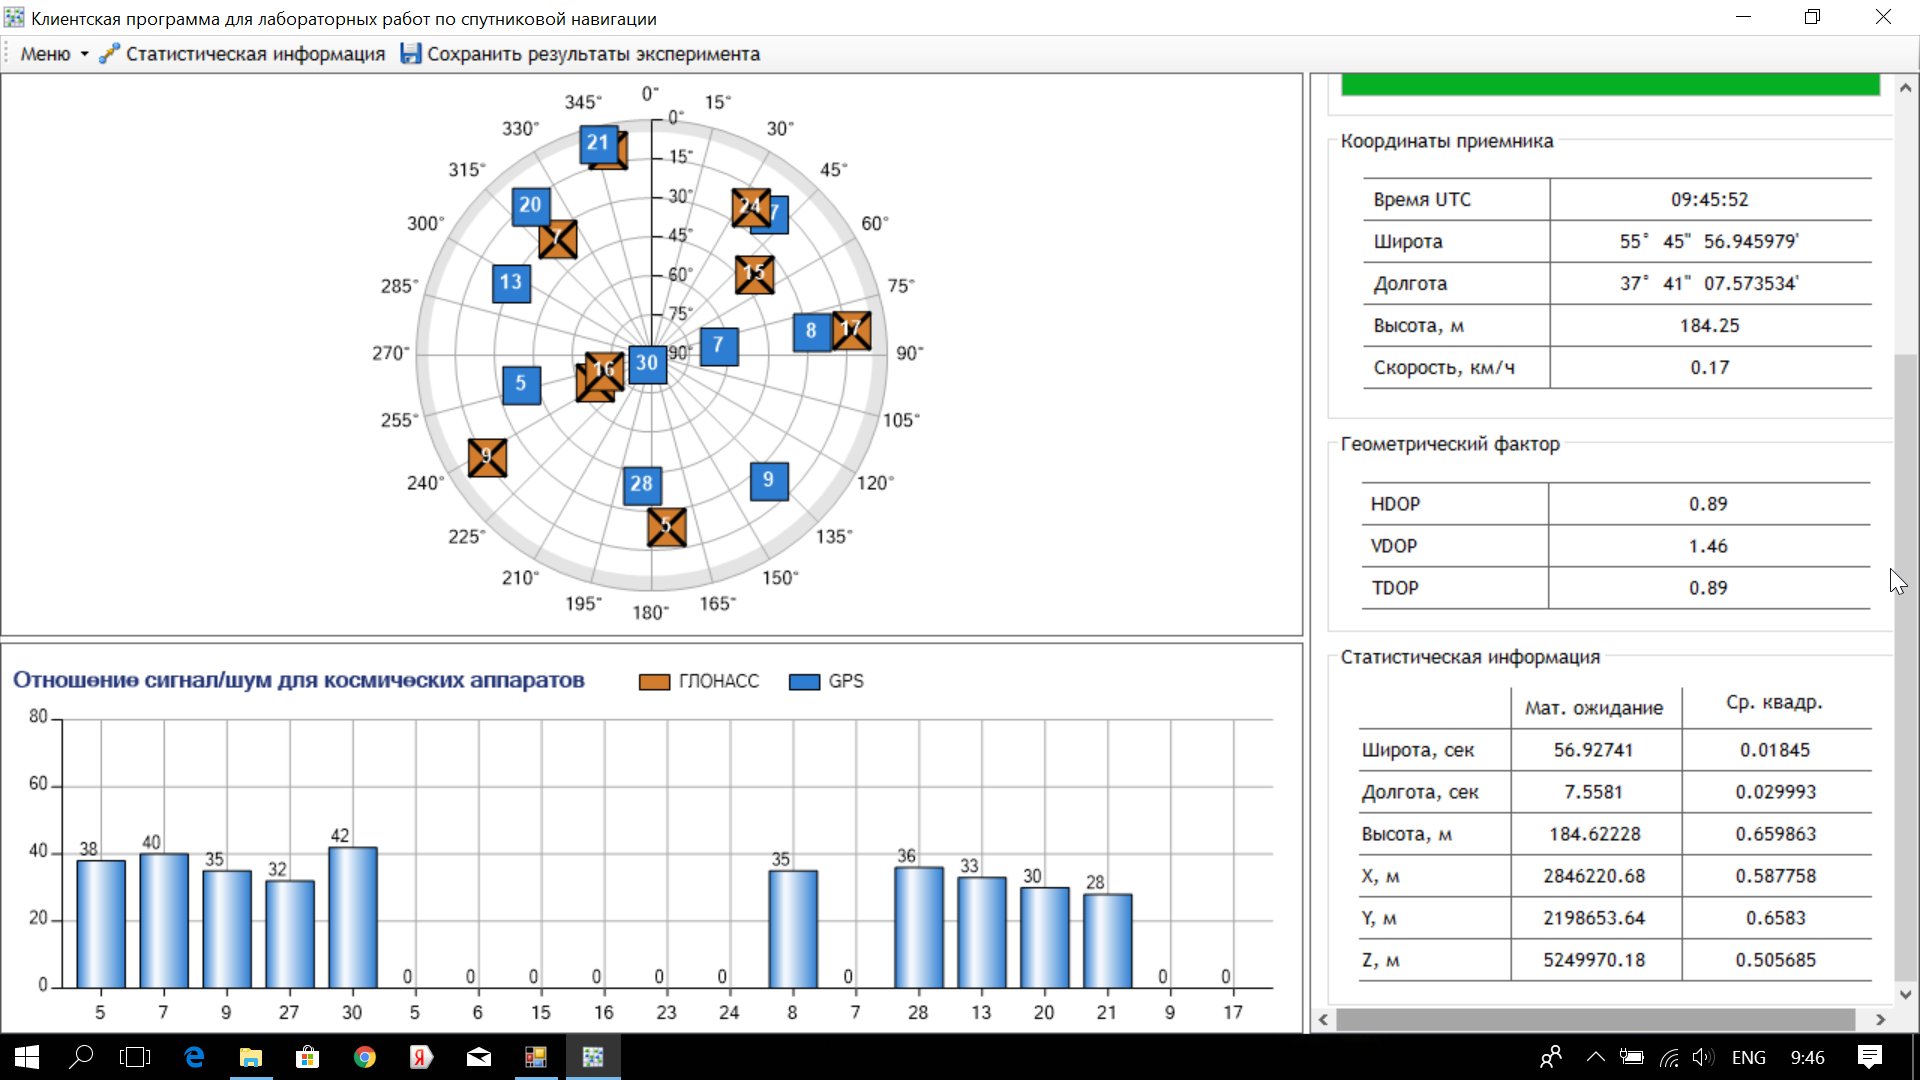 Клиентская программа для лабораторных работ по спутниковой навигации
Меню Статистическая информация Сохранить результаты эксперимента
0° 15° 30° 45° 60° 75° 90° 105° 120° 135° 150° 165° 180° 195° 210° 225° 240° 255° 270° 285° 300° 315° 330° 345°
0°
15°
30°
45°
60°
75°
90°
21
20
7
13
24
7
15
8
17
7
30
16
5
9
28
9
5
Отношение сигнал/шум для космических аппаратов ГЛОНАСС GPS
80
60
40
20
0
38 40 35 32 42 0 0 0 0 0 0 35 0 36 33 30 28 0 0
5 7 9 27 30 5 6 15 16 23 24 8 7 28 13 20 21 9 17
Координаты приемника
Время UTC 09:45:52
Широта 55° 45" 56.945979'
Долгота 37° 41" 07.573534'
Высота, м 184.25
Скорость, км/ч 0.17
Геометрический фактор
HDOP 0.89
VDOP 1.46
TDOP 0.89
Статистическая информация
Мат. ожидание Ср. квадр.
Широта, сек 56.92741 0.01845
Долгота, сек 7.5581 0.029993
Высота, м 184.62228 0.659863
X, м 2846220.68 0.587758
Y, м 2198653.64 0.6583
Z, м 5249970.18 0.505685
ENG 9:46